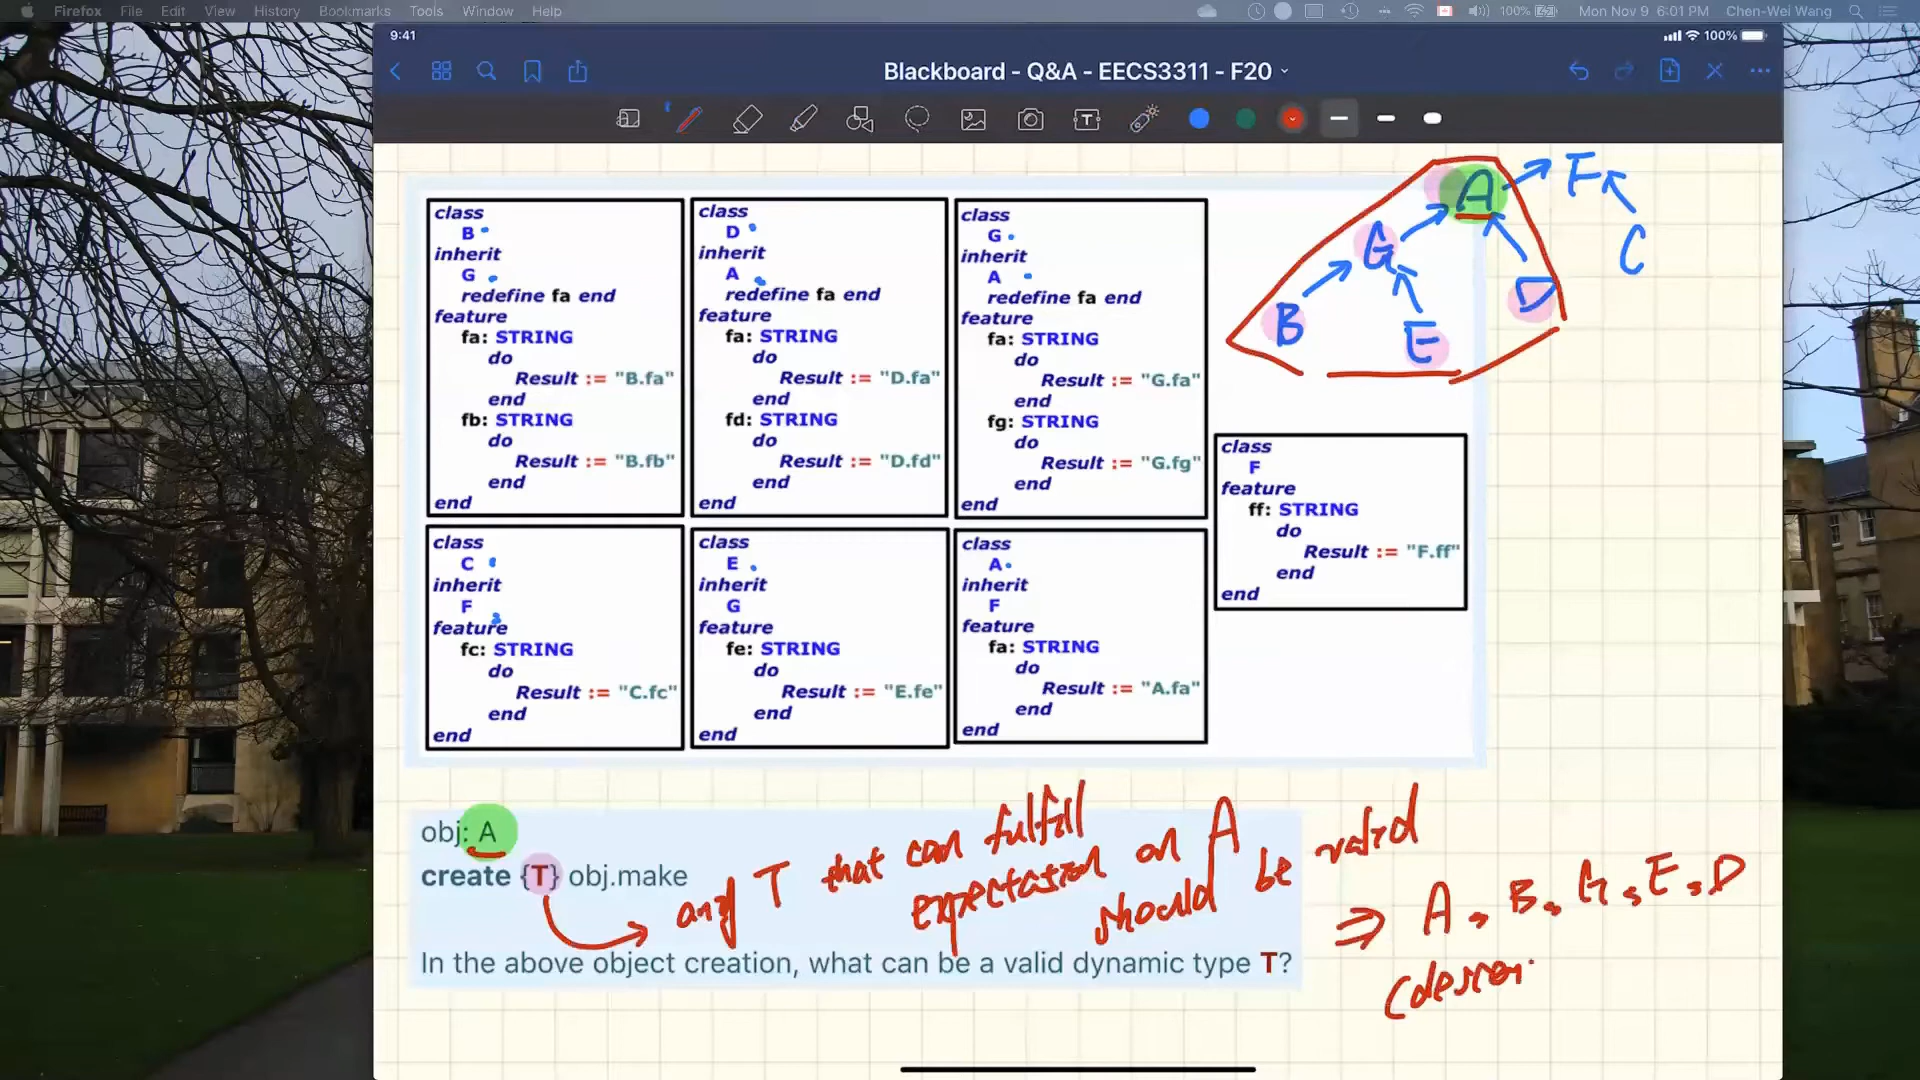 Firefox File Edit View History Bookmarks Tools Window Help 100% Mon Nov 9 6:01 PM Chen-Wei Wang
9:41 100%
Blackboard - Q&A - EECS3311 - F20
class
B
inherit
G
redefine fa end
feature
fa: STRING
do
Result := "B.fa"
end
fb: STRING
do
Result := "B.fb"
end
end
class
D
inherit
A
redefine fa end
feature
fa: STRING
do
Result := "D.fa"
end
fd: STRING
do
Result := "D.fd"
end
end
class
G
inherit
A
redefine fa end
feature
fa: STRING
do
Result := "G.fa"
end
fg: STRING
do
Result := "G.fg"
end
end
A F
G C
B E D
class
F
feature
ff: STRING
do
Result := "F.ff"
end
end
class
C
inherit
F
feature
fc: STRING
do
Result := "C.fc"
end
end
class
E
inherit
G
feature
fe: STRING
do
Result := "E.fe"
end
end
class
A
inherit
F
feature
fa: STRING
do
Result := "A.fa"
end
end
obj: A
create {T} obj.make
any T that can fulfill
expectation on A
should be valid
⇒ A, B, G, E, D
In the above object creation, what can be a valid dynamic type T?